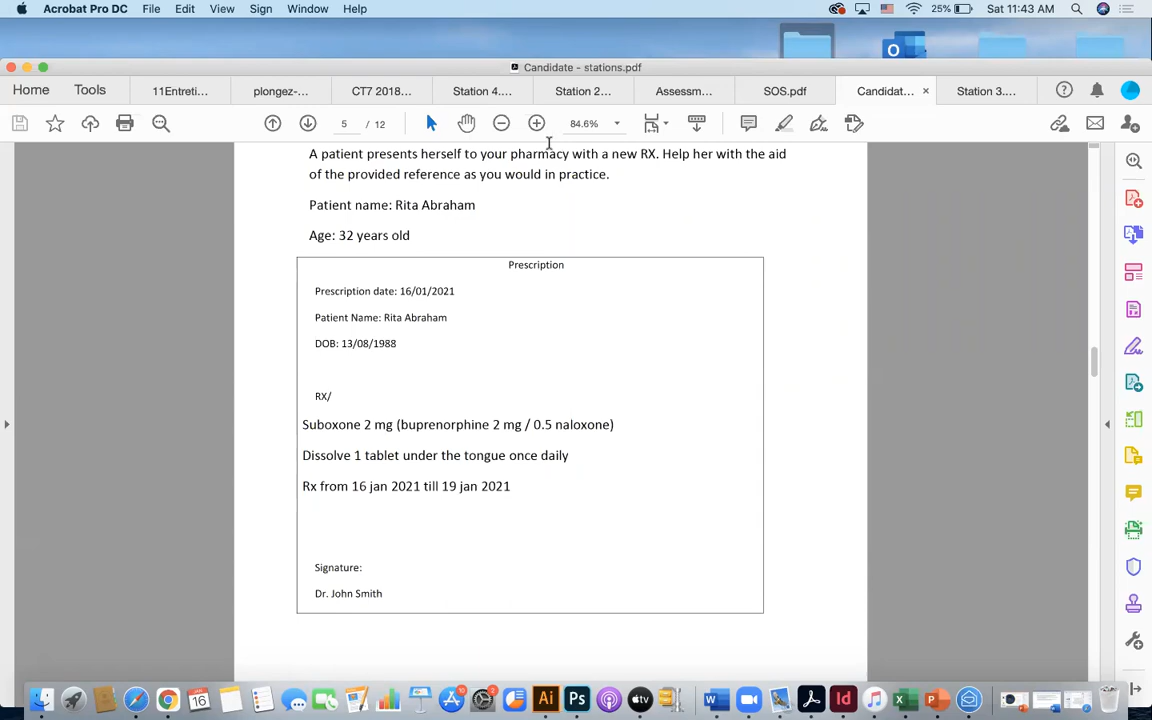 Acrobat Pro DC File Edit View Sign Window Help 25% Sat 11:43 AM
Candidate - stations.pdf
Home Tools 11Entreti... plongez-... CT7 2018... Station 4.... Station 2... Assessm... SOS.pdf Candidat... × Station 3....
5 / 12 84.6%
A patient presents herself to your pharmacy with a new RX. Help her with the aid
of the provided reference as you would in practice.
Patient name: Rita Abraham
Age: 32 years old
Prescription
Prescription date: 16/01/2021
Patient Name: Rita Abraham
DOB: 13/08/1988
RX/
Suboxone 2 mg (buprenorphine 2 mg / 0.5 naloxone)
Dissolve 1 tablet under the tongue once daily
Rx from 16 jan 2021 till 19 jan 2021
Signature:
Dr. John Smith
16 Ai Ps tv W Id X P